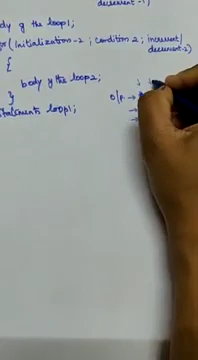 decrement-1)
body of the loop1;
for(Initialization-2; condition 2; increment/
decrement-2)
{
body of the loop2;
}
statements loop1;
O/P. →
→
→